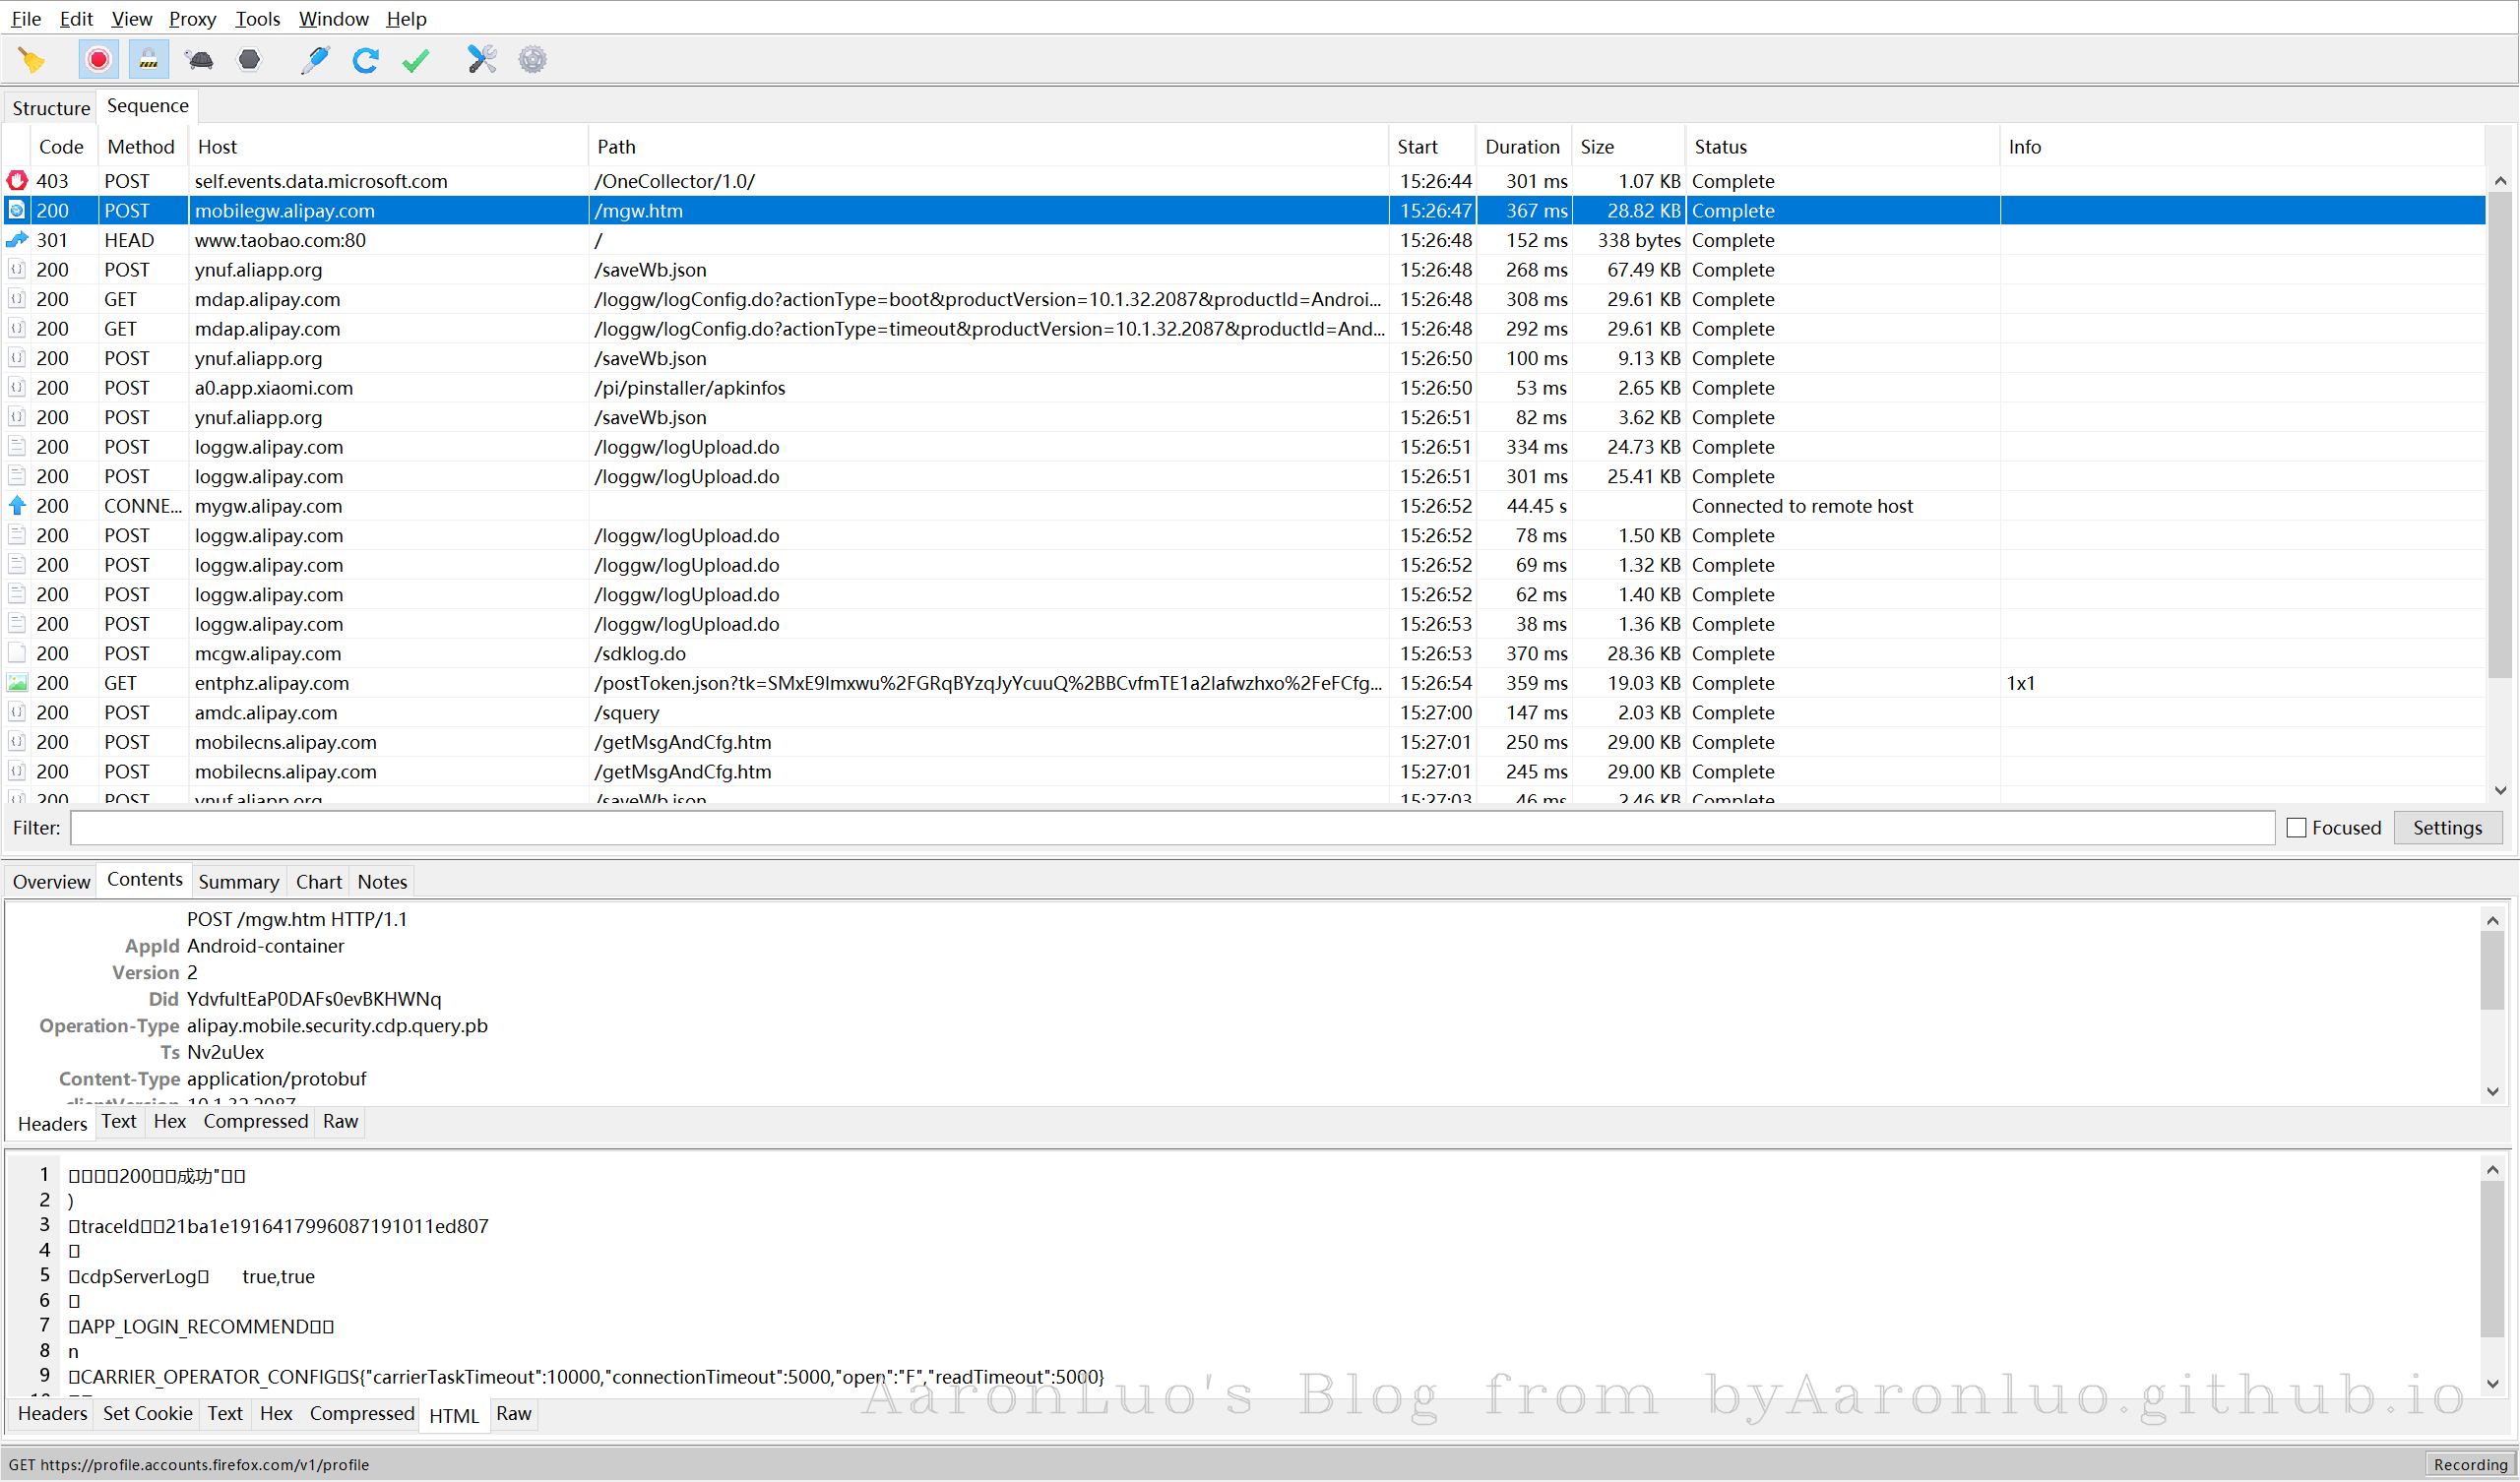 File Edit View Proxy Tools Window Help
Structure Sequence
Code Method Host Path Start Duration Size Status Info
403 POST self.events.data.microsoft.com /OneCollector/1.0/ 15:26:44 301 ms 1.07 KB Complete
200 POST mobilegw.alipay.com /mgw.htm 15:26:47 367 ms 28.82 KB Complete
301 HEAD www.taobao.com:80 / 15:26:48 152 ms 338 bytes Complete
200 POST ynuf.aliapp.org /saveWb.json 15:26:48 268 ms 67.49 KB Complete
200 GET mdap.alipay.com /loggw/logConfig.do?actionType=boot&productVersion=10.1.32.2087&productId=Androi... 15:26:48 308 ms 29.61 KB Complete
200 GET mdap.alipay.com /loggw/logConfig.do?actionType=timeout&productVersion=10.1.32.2087&productId=And... 15:26:48 292 ms 29.61 KB Complete
200 POST ynuf.aliapp.org /saveWb.json 15:26:50 100 ms 9.13 KB Complete
200 POST a0.app.xiaomi.com /pi/pinstaller/apkinfos 15:26:50 53 ms 2.65 KB Complete
200 POST ynuf.aliapp.org /saveWb.json 15:26:51 82 ms 3.62 KB Complete
200 POST loggw.alipay.com /loggw/logUpload.do 15:26:51 334 ms 24.73 KB Complete
200 POST loggw.alipay.com /loggw/logUpload.do 15:26:51 301 ms 25.41 KB Complete
200 CONNE... mygw.alipay.com 15:26:52 44.45 s Connected to remote host
200 POST loggw.alipay.com /loggw/logUpload.do 15:26:52 78 ms 1.50 KB Complete
200 POST loggw.alipay.com /loggw/logUpload.do 15:26:52 69 ms 1.32 KB Complete
200 POST loggw.alipay.com /loggw/logUpload.do 15:26:52 62 ms 1.40 KB Complete
200 POST loggw.alipay.com /loggw/logUpload.do 15:26:53 38 ms 1.36 KB Complete
200 POST mcgw.alipay.com /sdklog.do 15:26:53 370 ms 28.36 KB Complete
200 GET entphz.alipay.com /postToken.json?tk=SMxE9lmxwu%2FGRqBYzqJyYcuuQ%2BBCvfmTE1a2lafwzhxo%2FeFCfg... 15:26:54 359 ms 19.03 KB Complete 1x1
200 POST amdc.alipay.com /squery 15:27:00 147 ms 2.03 KB Complete
200 POST mobilecns.alipay.com /getMsgAndCfg.htm 15:27:01 250 ms 29.00 KB Complete
200 POST mobilecns.alipay.com /getMsgAndCfg.htm 15:27:01 245 ms 29.00 KB Complete
200 POST ynuf.aliapp.org /saveWb.json 15:27:03 46 ms 2.46 KB Complete
Filter: Focused Settings
Overview Contents Summary Chart Notes
POST /mgw.htm HTTP/1.1
AppId Android-container
Version 2
Did YdvfuItEaP0DAFs0evBKHWNq
Operation-Type alipay.mobile.security.cdp.query.pb
Ts Nv2uUex
Content-Type application/protobuf
clientVersion 10.1.32.2087
Headers Text Hex Compressed Raw
1 200成功"
2 )
3 traceId21ba1e1916417996087191011ed807
4
5 cdpServerLog true,true
6
7 APP_LOGIN_RECOMMEND
8 n
9 CARRIER_OPERATOR_CONFIGS{"carrierTaskTimeout":10000,"connectionTimeout":5000,"open":"F","readTimeout":5000}
AaronLuo's Blog from byAaronluo.github.io
Headers Set Cookie Text Hex Compressed HTML Raw
GET https://profile.accounts.firefox.com/v1/profile Recording